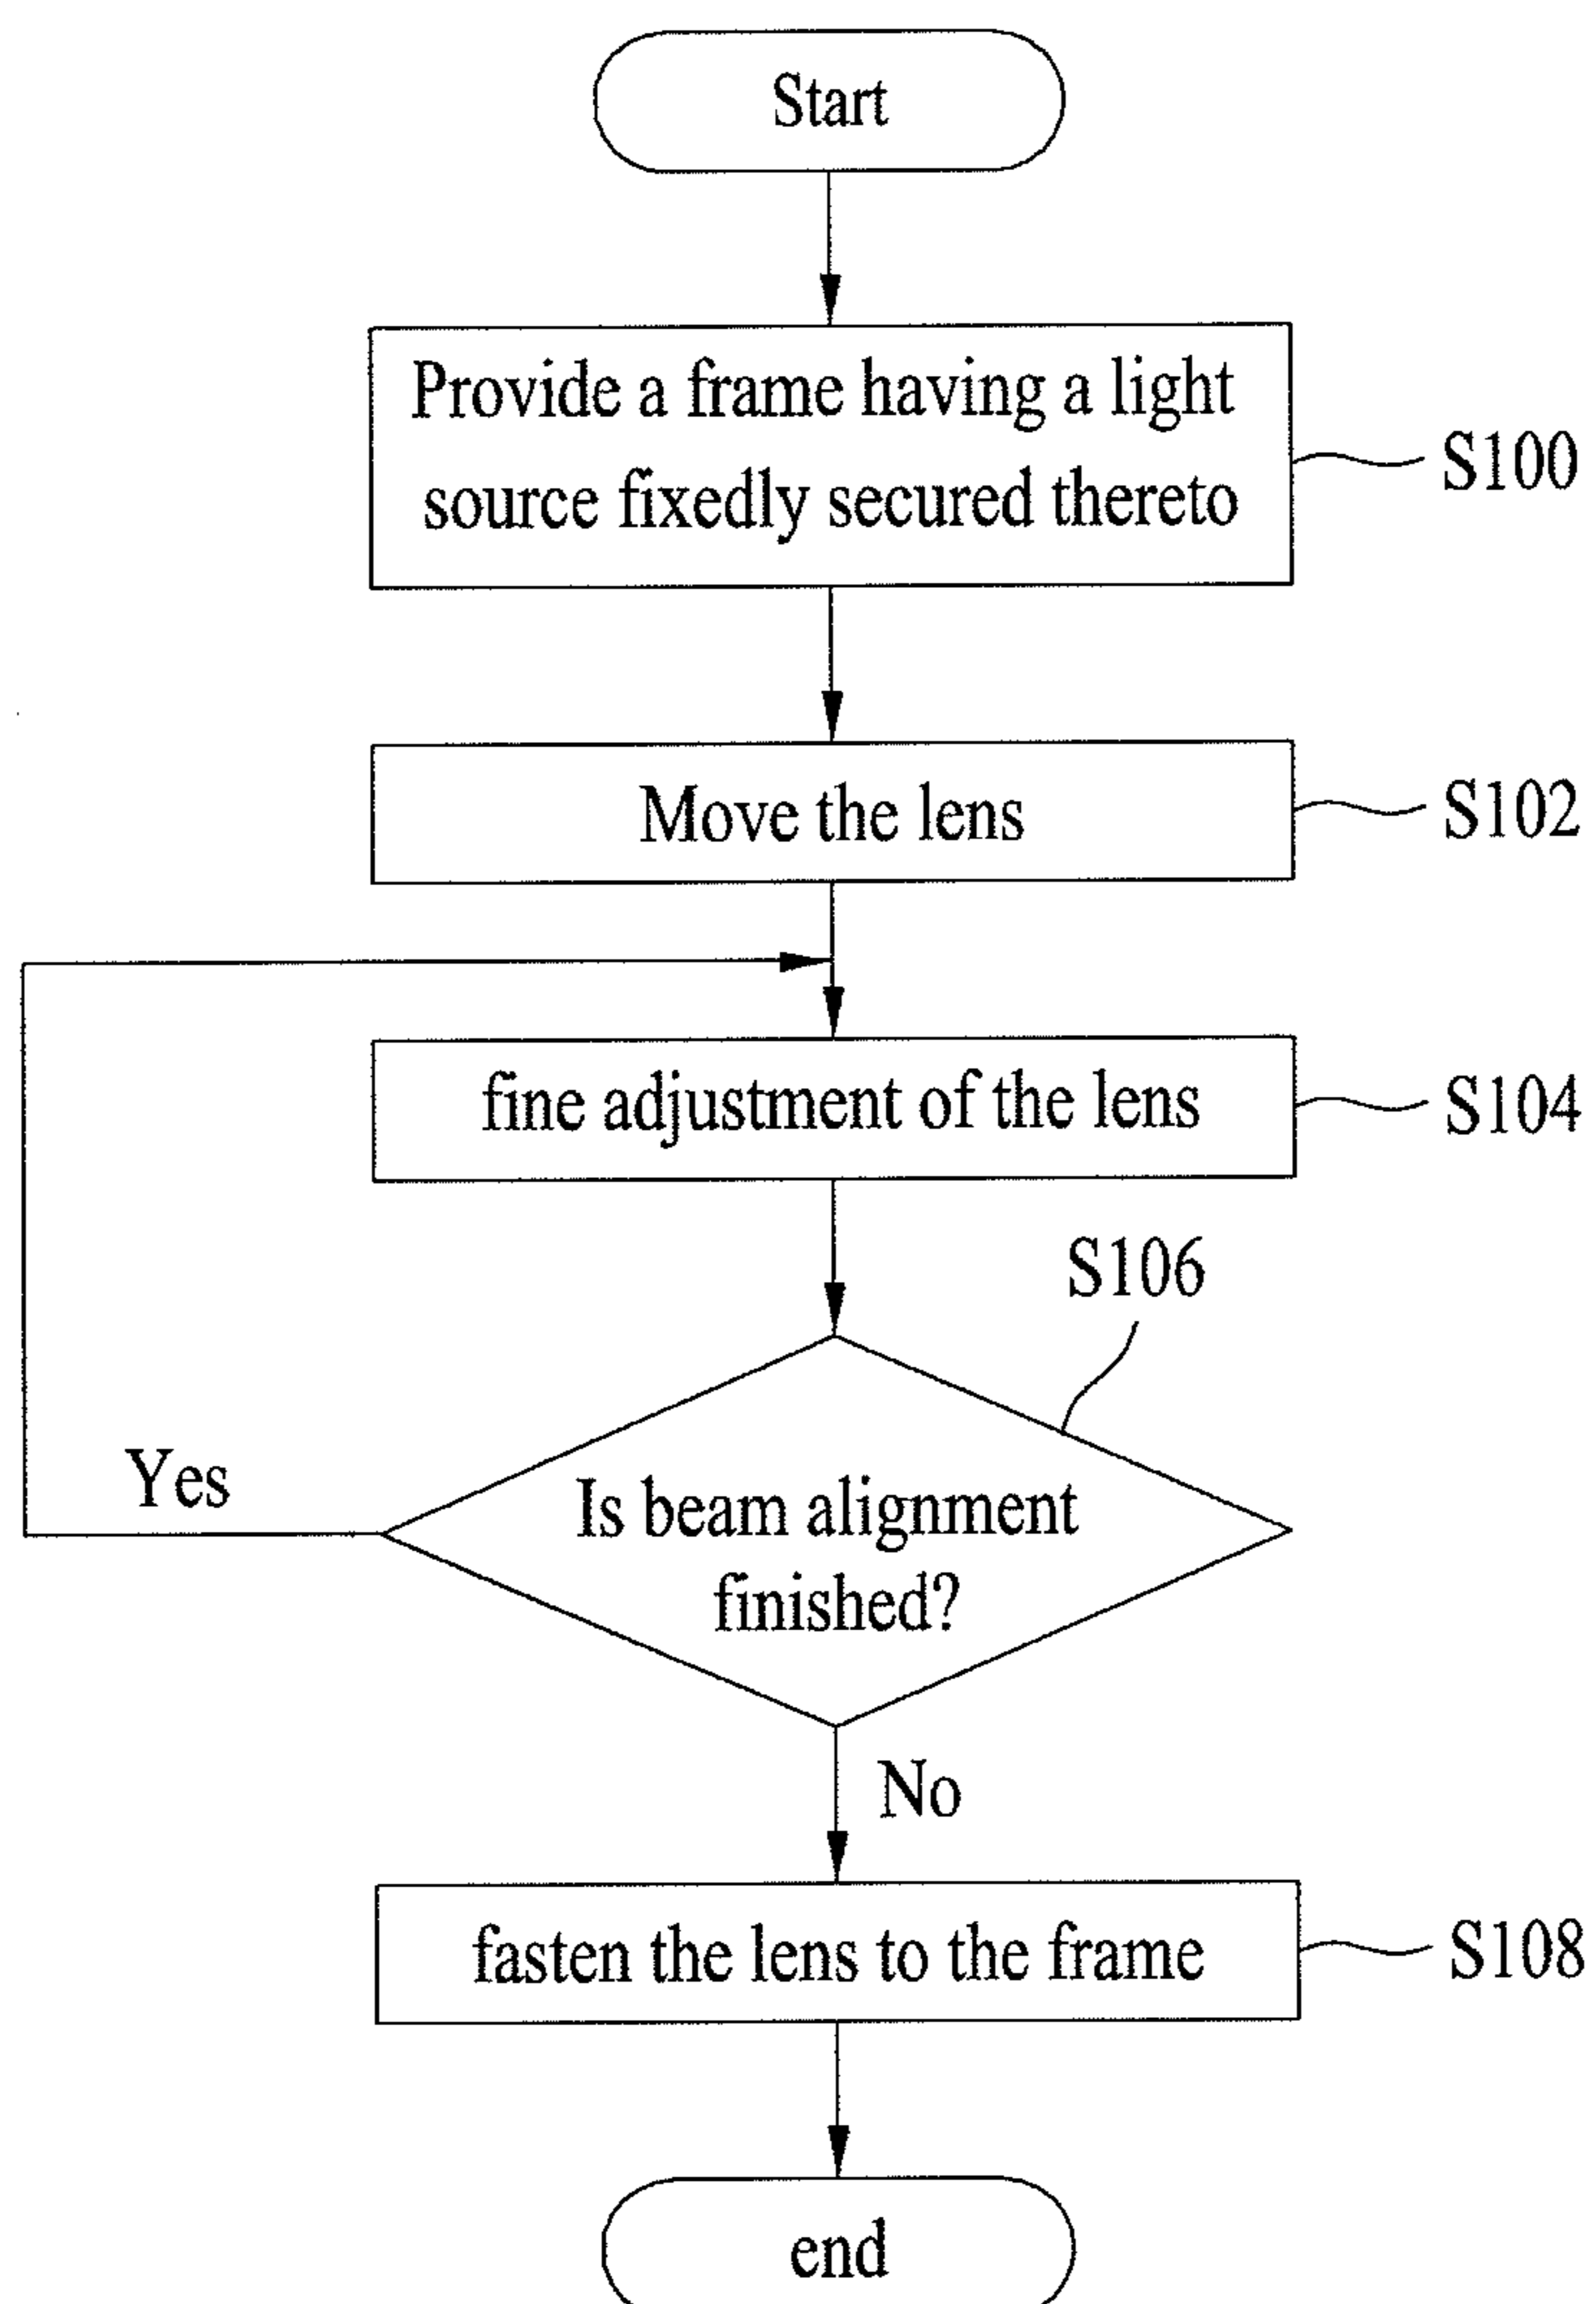 Start
Provide a frame having a light
source fixedly secured thereto
S100
Move the lens
S102
fine adjustment of the lens
S104
S106
Yes
Is beam alignment
finished?
No
fasten the lens to the frame
S108
end